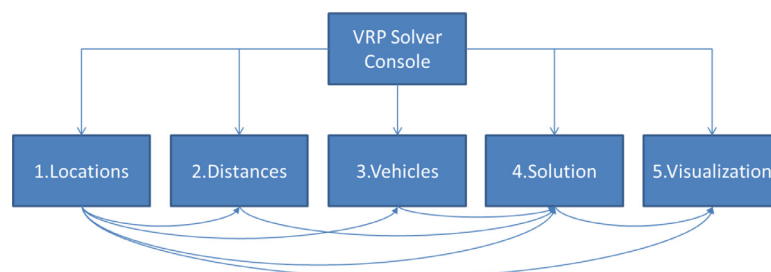 VRP Solver
Console
1.Locations
2.Distances
3.Vehicles
4.Solution
5.Visualization